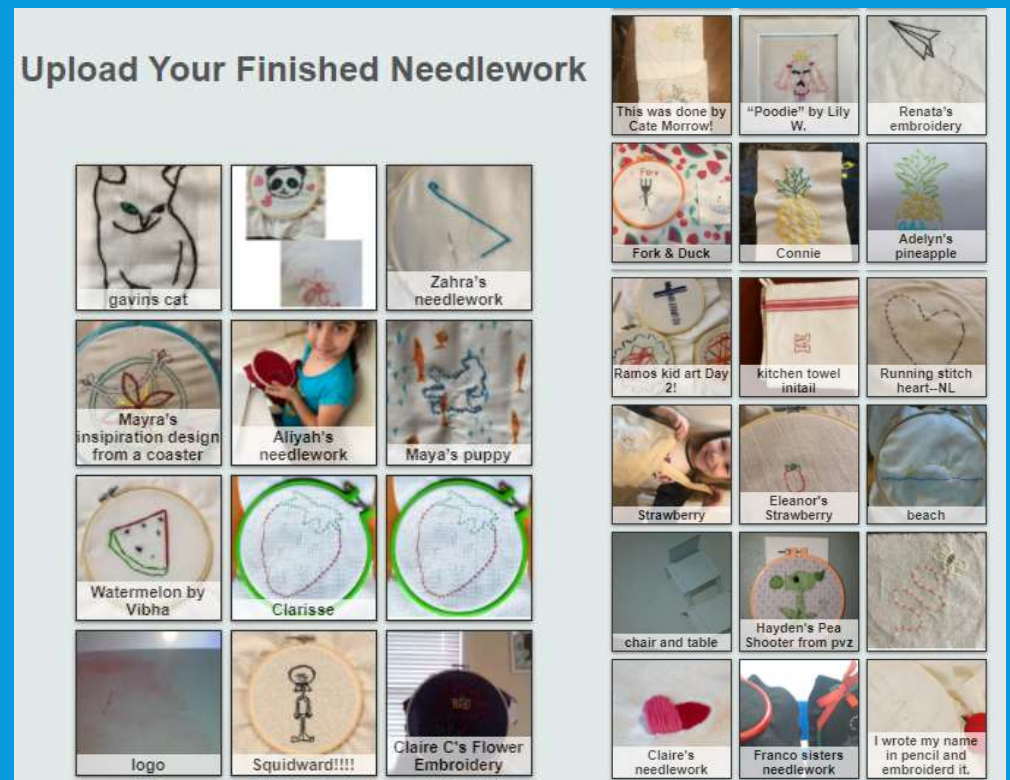 Upload Your Finished Needlework
gavins cat
Zahra's
needlework
Mayra's
insipiration design
from a coaster
Aliyah's
needlework
Maya's puppy
Watermelon by
Vibha
Clarisse
logo
Squidward!!!!
Claire C's Flower
Embroidery
This was done by
Cate Morrow!
“Poodie” by Lily
W.
Renata's
embroidery
Fork
Fork & Duck
Connie
Adelyn's
pineapple
Ramos kid art Day
2!
kitchen towel
initail
Running stitch
heart--NL
Strawberry
Eleanor's
Strawberry
beach
chair and table
Hayden's Pea
Shooter from pvz
Claire's
needlework
Franco sisters
needlework
I wrote my name
in pencil and
embroiderd it.